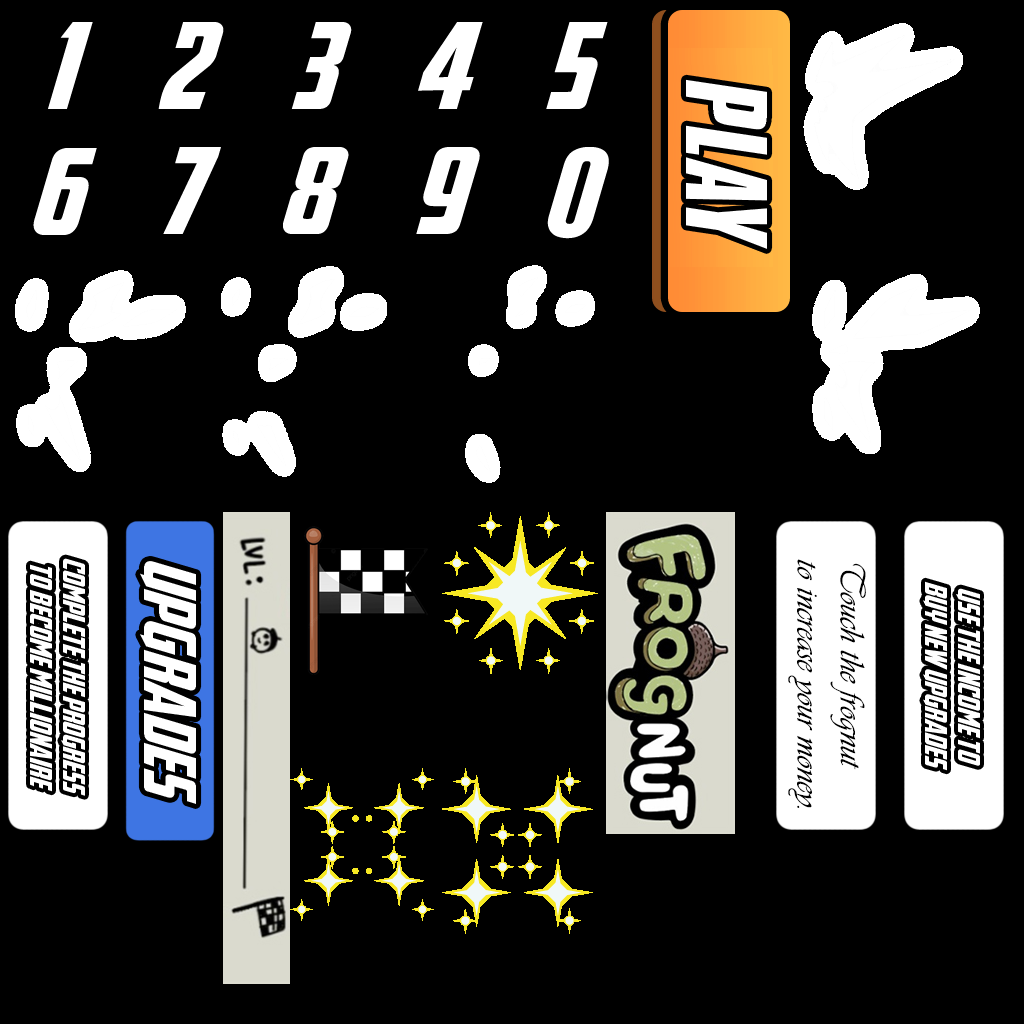 1 2 3 4 5
6 7 8 9 0
PLAY
COMPLETE THE PROGRESS
TO BECOME MILLIONAIRE
UPGRADES
LVL:
FROGNUT
Touch the frognut
to increase your money.
USE THE INCOME TO
BUY NEW UPGRADES